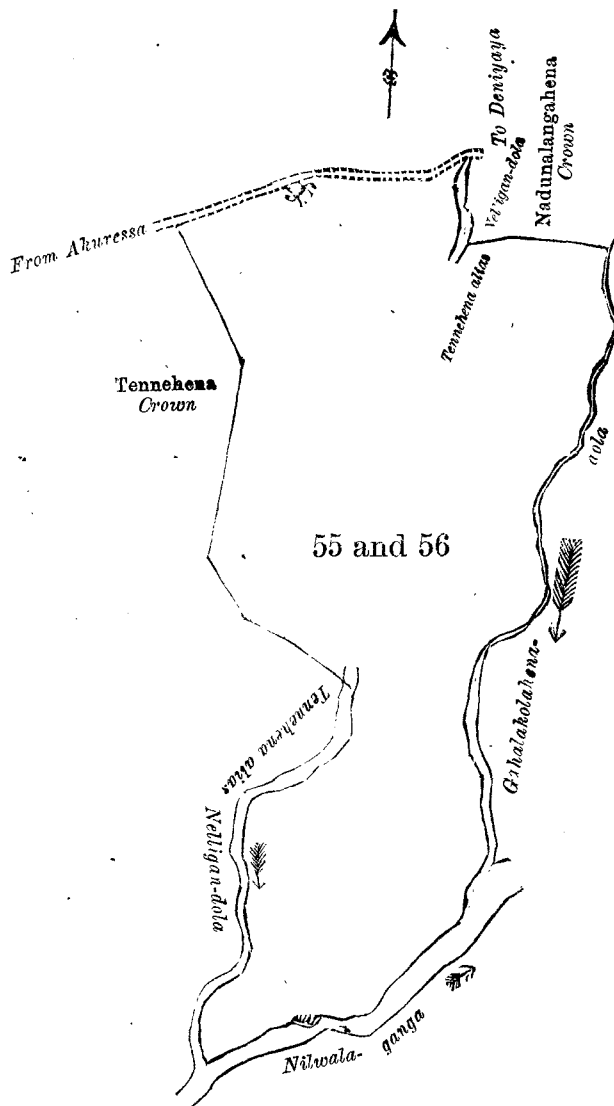 To Deniyaya
Nadunalangahena
Crown
Velligan-dola
From Akuressa
Tennehena alias
Tennehena
Crown
dola
55 and 56
Gihalakolahena-
Tennehena alias
Nelligan-dola
Nilwala-
ganga